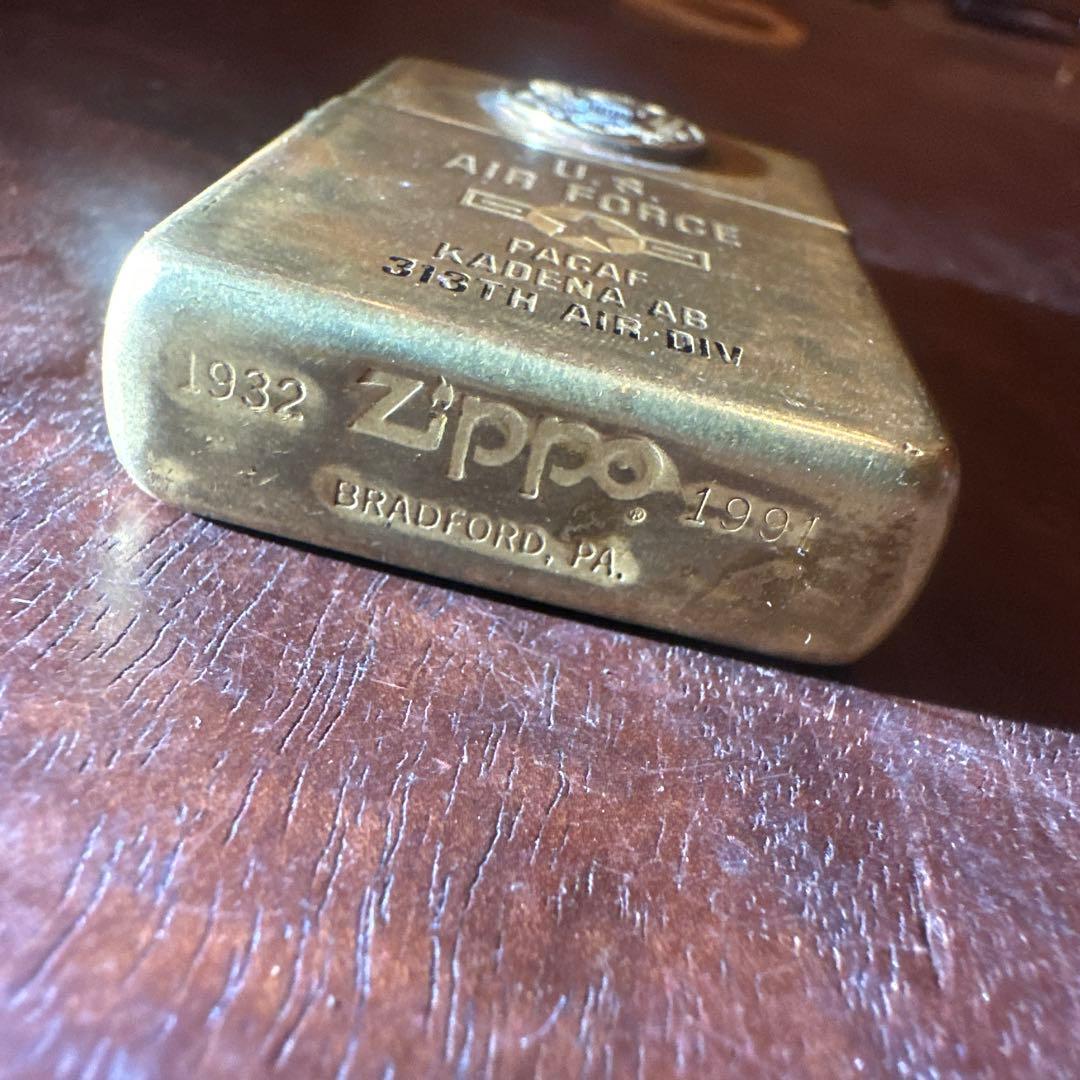 U.S.
AIR FORCE
PACAF
KADENA AB
313TH AIR DIV
1932 Zippo ® 1991
BRADFORD, PA.